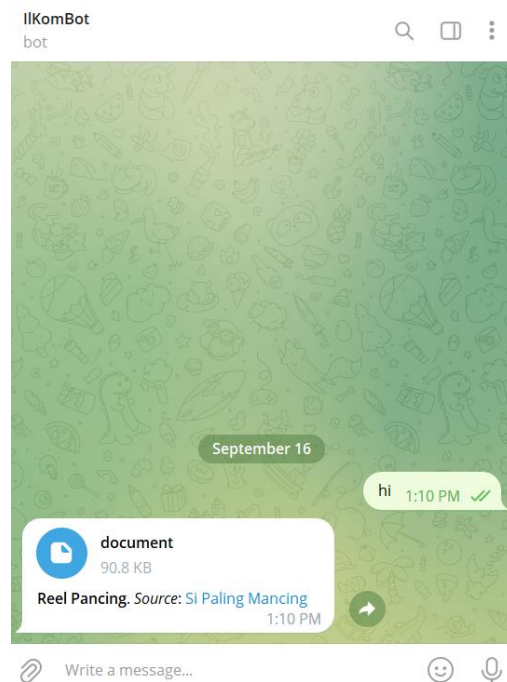 IlKomBot
bot
September 16
hi 1:10 PM
document
90.8 KB
Reel Pancing. Source: Si Paling Mancing
1:10 PM
Write a message...